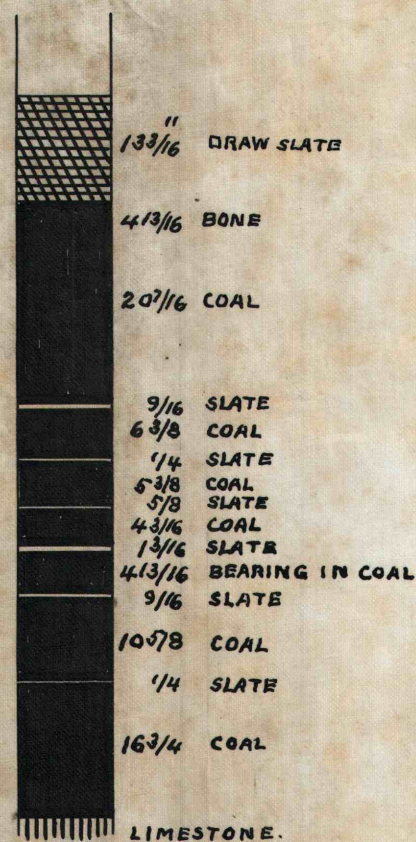 13 3/16" DRAW SLATE
4 13/16 BONE
20 7/16 COAL
9/16 SLATE
6 3/8 COAL
1/4 SLATE
5 3/8 COAL
5/8 SLATE
4 3/16 COAL
1 3/16 SLATE
4 13/16 BEARING IN COAL
9/16 SLATE
10 5/8 COAL
1/4 SLATE
16 3/4 COAL
LIMESTONE.